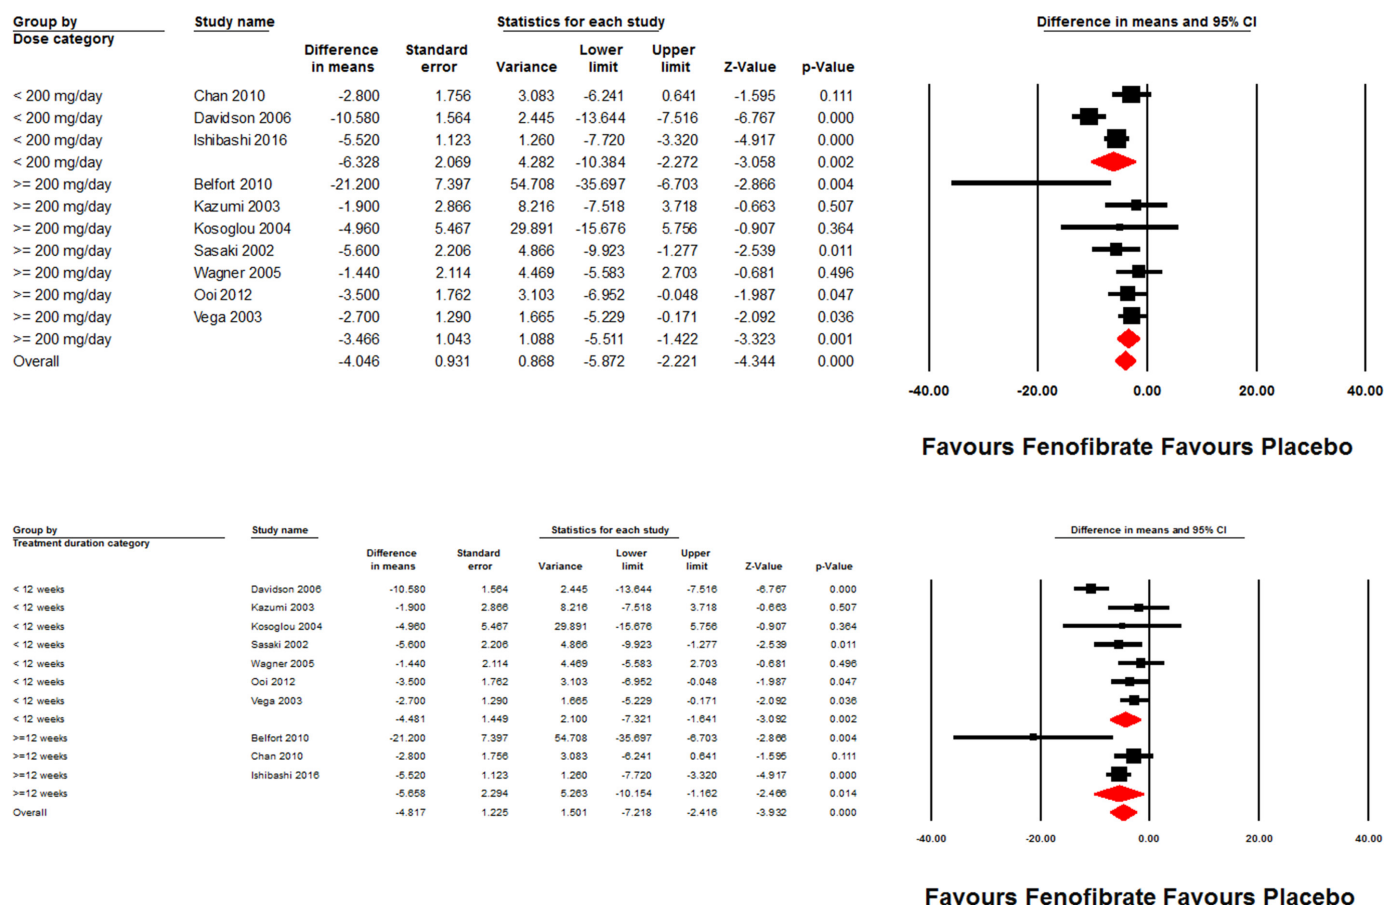 Group by Study name Statistics for each study Difference in means and 95% CI
Dose category
Difference in means Standard error Variance Lower limit Upper limit Z-Value p-Value
< 200 mg/day Chan 2010 -2.800 1.756 3.083 -6.241 0.641 -1.595 0.111
< 200 mg/day Davidson 2006 -10.580 1.564 2.445 -13.644 -7.516 -6.767 0.000
< 200 mg/day Ishibashi 2016 -5.520 1.123 1.260 -7.720 -3.320 -4.917 0.000
< 200 mg/day -6.328 2.069 4.282 -10.384 -2.272 -3.058 0.002
>= 200 mg/day Belfort 2010 -21.200 7.397 54.708 -35.697 -6.703 -2.866 0.004
>= 200 mg/day Kazumi 2003 -1.900 2.866 8.216 -7.518 3.718 -0.663 0.507
>= 200 mg/day Kosoglou 2004 -4.960 5.467 29.891 -15.676 5.756 -0.907 0.364
>= 200 mg/day Sasaki 2002 -5.600 2.206 4.866 -9.923 -1.277 -2.539 0.011
>= 200 mg/day Wagner 2005 -1.440 2.114 4.469 -5.583 2.703 -0.681 0.496
>= 200 mg/day Ooi 2012 -3.500 1.762 3.103 -6.952 -0.048 -1.987 0.047
>= 200 mg/day Vega 2003 -2.700 1.290 1.665 -5.229 -0.171 -2.092 0.036
>= 200 mg/day -3.466 1.043 1.088 -5.511 -1.422 -3.323 0.001
Overall -4.046 0.931 0.868 -5.872 -2.221 -4.344 0.000
-40.00 -20.00 0.00 20.00 40.00
Favours Fenofibrate Favours Placebo
Group by Study name Statistics for each study Difference in means and 95% CI
Treatment duration category
Difference in means Standard error Variance Lower limit Upper limit Z-Value p-Value
< 12 weeks Davidson 2006 -10.580 1.564 2.445 -13.644 -7.516 -6.767 0.000
< 12 weeks Kazumi 2003 -1.900 2.866 8.216 -7.518 3.718 -0.663 0.507
< 12 weeks Kosoglou 2004 -4.960 5.467 29.891 -15.676 5.756 -0.907 0.364
< 12 weeks Sasaki 2002 -5.600 2.206 4.866 -9.923 -1.277 -2.539 0.011
< 12 weeks Wagner 2005 -1.440 2.114 4.469 -5.583 2.703 -0.681 0.496
< 12 weeks Ooi 2012 -3.500 1.762 3.103 -6.952 -0.048 -1.987 0.047
< 12 weeks Vega 2003 -2.700 1.290 1.665 -5.229 -0.171 -2.092 0.036
< 12 weeks -4.481 1.449 2.100 -7.321 -1.641 -3.092 0.002
>=12 weeks Belfort 2010 -21.200 7.397 54.708 -35.697 -6.703 -2.866 0.004
>=12 weeks Chan 2010 -2.800 1.756 3.083 -6.241 0.641 -1.595 0.111
>=12 weeks Ishibashi 2016 -5.520 1.123 1.260 -7.720 -3.320 -4.917 0.000
>=12 weeks -5.658 2.294 5.263 -10.154 -1.162 -2.466 0.014
Overall -4.817 1.225 1.501 -7.218 -2.416 -3.932 0.000
-40.00 -20.00 0.00 20.00 40.00
Favours Fenofibrate Favours Placebo